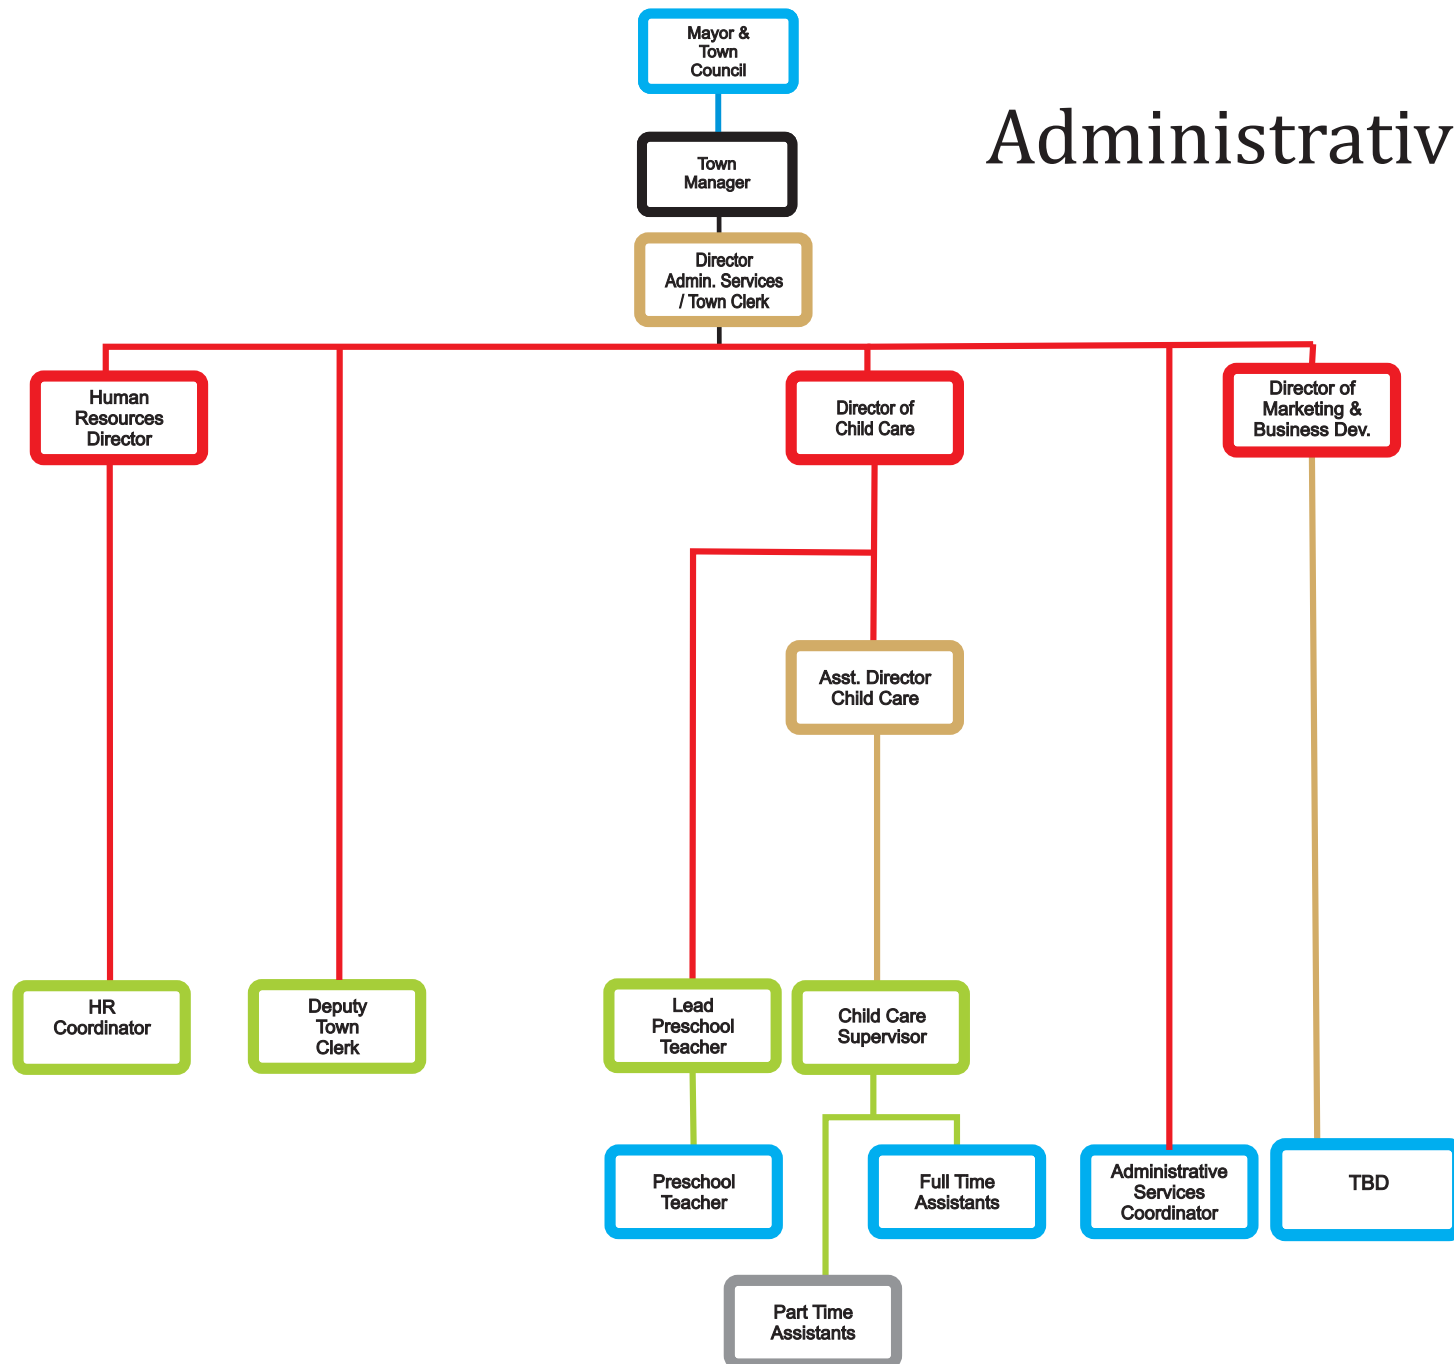 Mayor &
Town
Council
Administrativ
Town
Manager
Director
Admin. Services
/ Town Clerk
Human
Resources
Director
Director of
Child Care
Director of
Marketing &
Business Dev.
Asst. Director
Child Care
HR
Coordinator
Deputy
Town
Clerk
Lead
Preschool
Teacher
Child Care
Supervisor
Preschool
Teacher
Full Time
Assistants
Administrative
Services
Coordinator
TBD
Part Time
Assistants